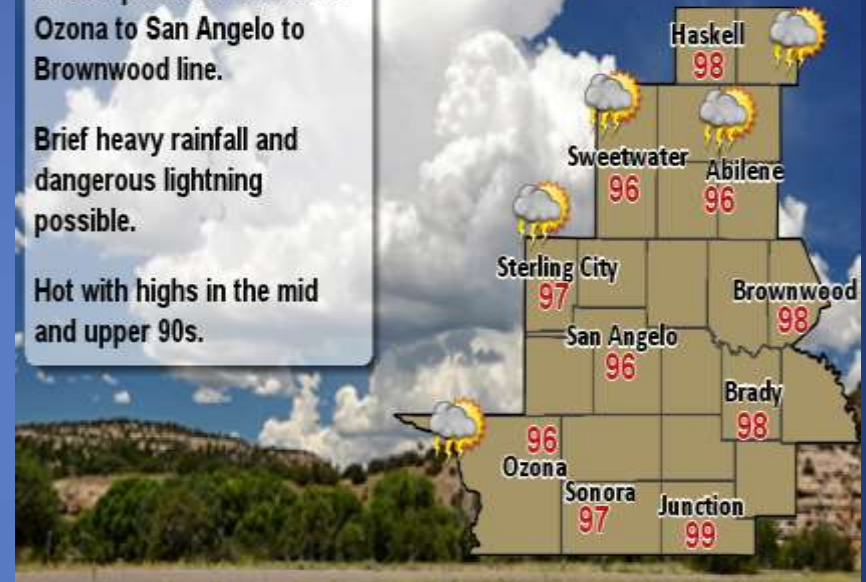 Ozona to San Angelo to
Brownwood line.
Brief heavy rainfall and
dangerous lightning
possible.
Hot with highs in the mid
and upper 90s.
Haskell
98
Sweetwater
96
Abilene
96
Sterling City
97
Brownwood
98
San Angelo
96
Brady
98
96
Ozona
Sonora
97
Junction
99